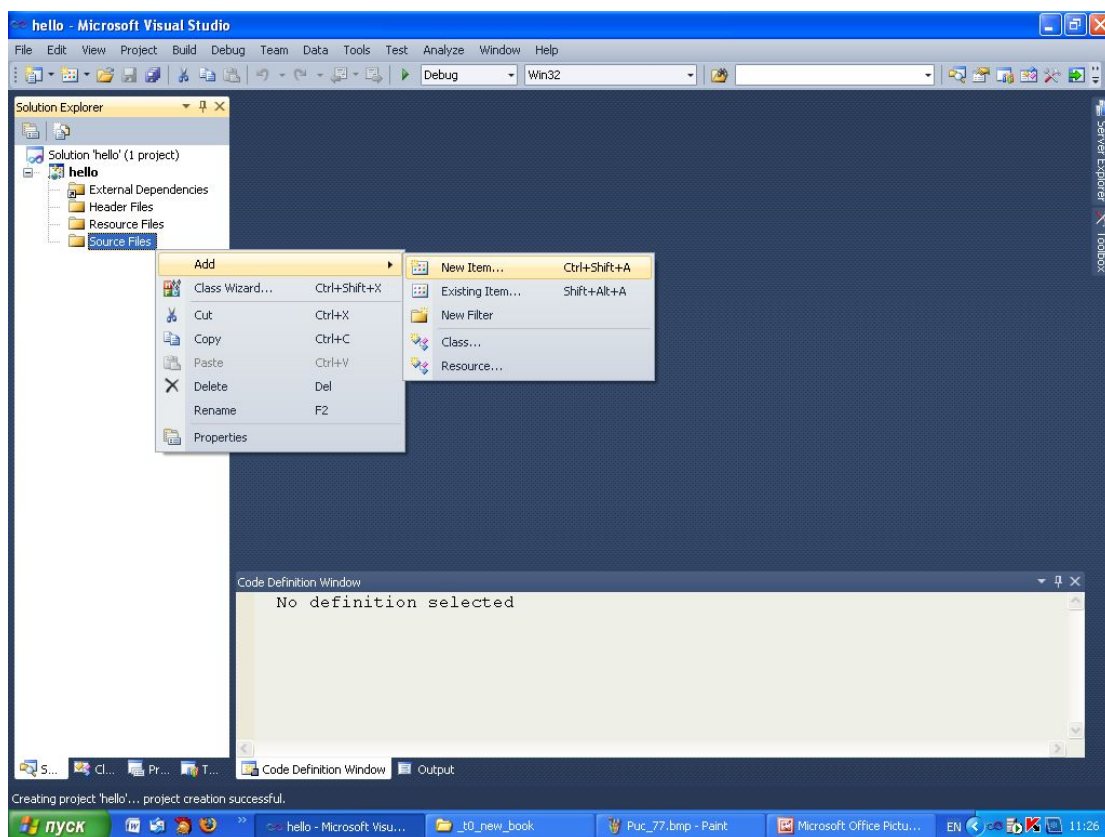 hello - Microsoft Visual Studio
File Edit View Project Build Debug Team Data Tools Test Analyze Window Help
Debug Win32
Solution Explorer
Solution 'hello' (1 project)
hello
External Dependencies
Header Files
Resource Files
Source Files
Add
Class Wizard... Ctrl+Shift+X
Cut Ctrl+X
Copy Ctrl+C
Paste Ctrl+V
Delete Del
Rename F2
Properties
New Item... Ctrl+Shift+A
Existing Item... Shift+Alt+A
New Filter
Class...
Resource...
Server Explorer
Toolbox
Code Definition Window
No definition selected
S... Cl... Pr... T... Code Definition Window Output
Creating project 'hello'... project creation successful.
пуск hello - Microsoft Visu... _t0_new_book Рис_77.bmp - Paint Microsoft Office Pictu... EN 11:26